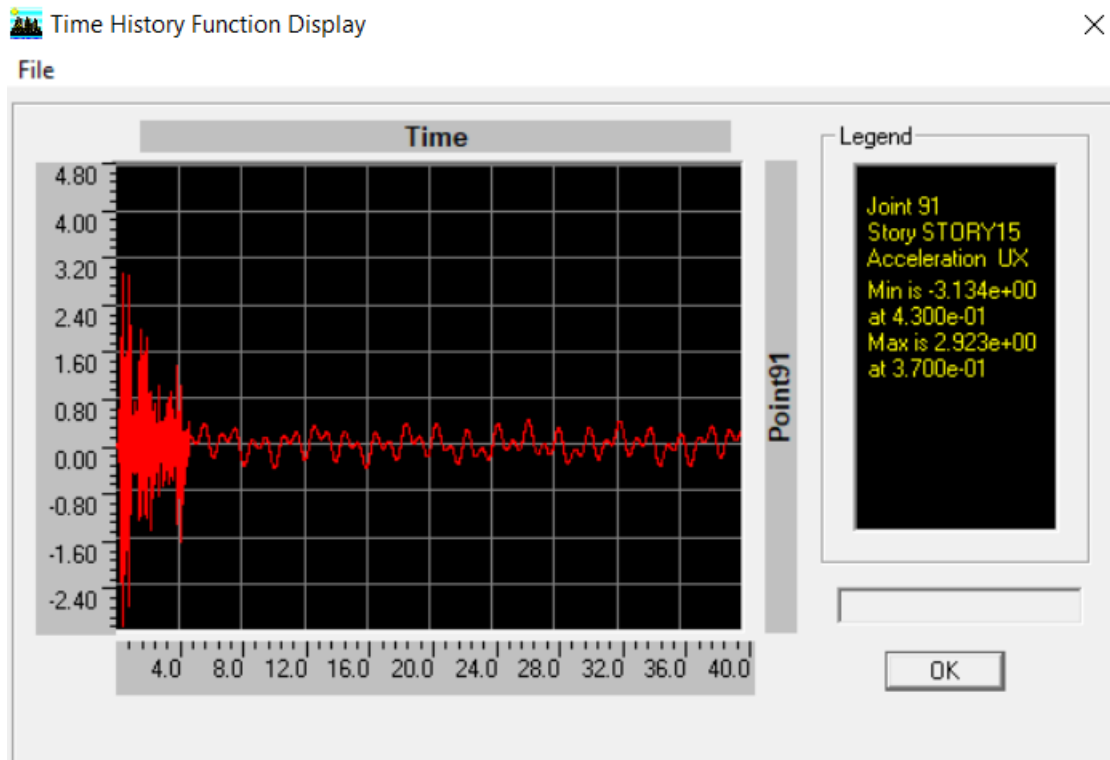 Time History Function Display
File
Time
4.80
4.00
3.20
2.40
1.60
0.80
0.00
-0.80
-1.60
-2.40
4.0 8.0 12.0 16.0 20.0 24.0 28.0 32.0 36.0 40.0
Point91
Legend
Joint 91
Story STORY15
Acceleration UX
Min is -3.134e+00
at 4.300e-01
Max is 2.923e+00
at 3.700e-01
OK